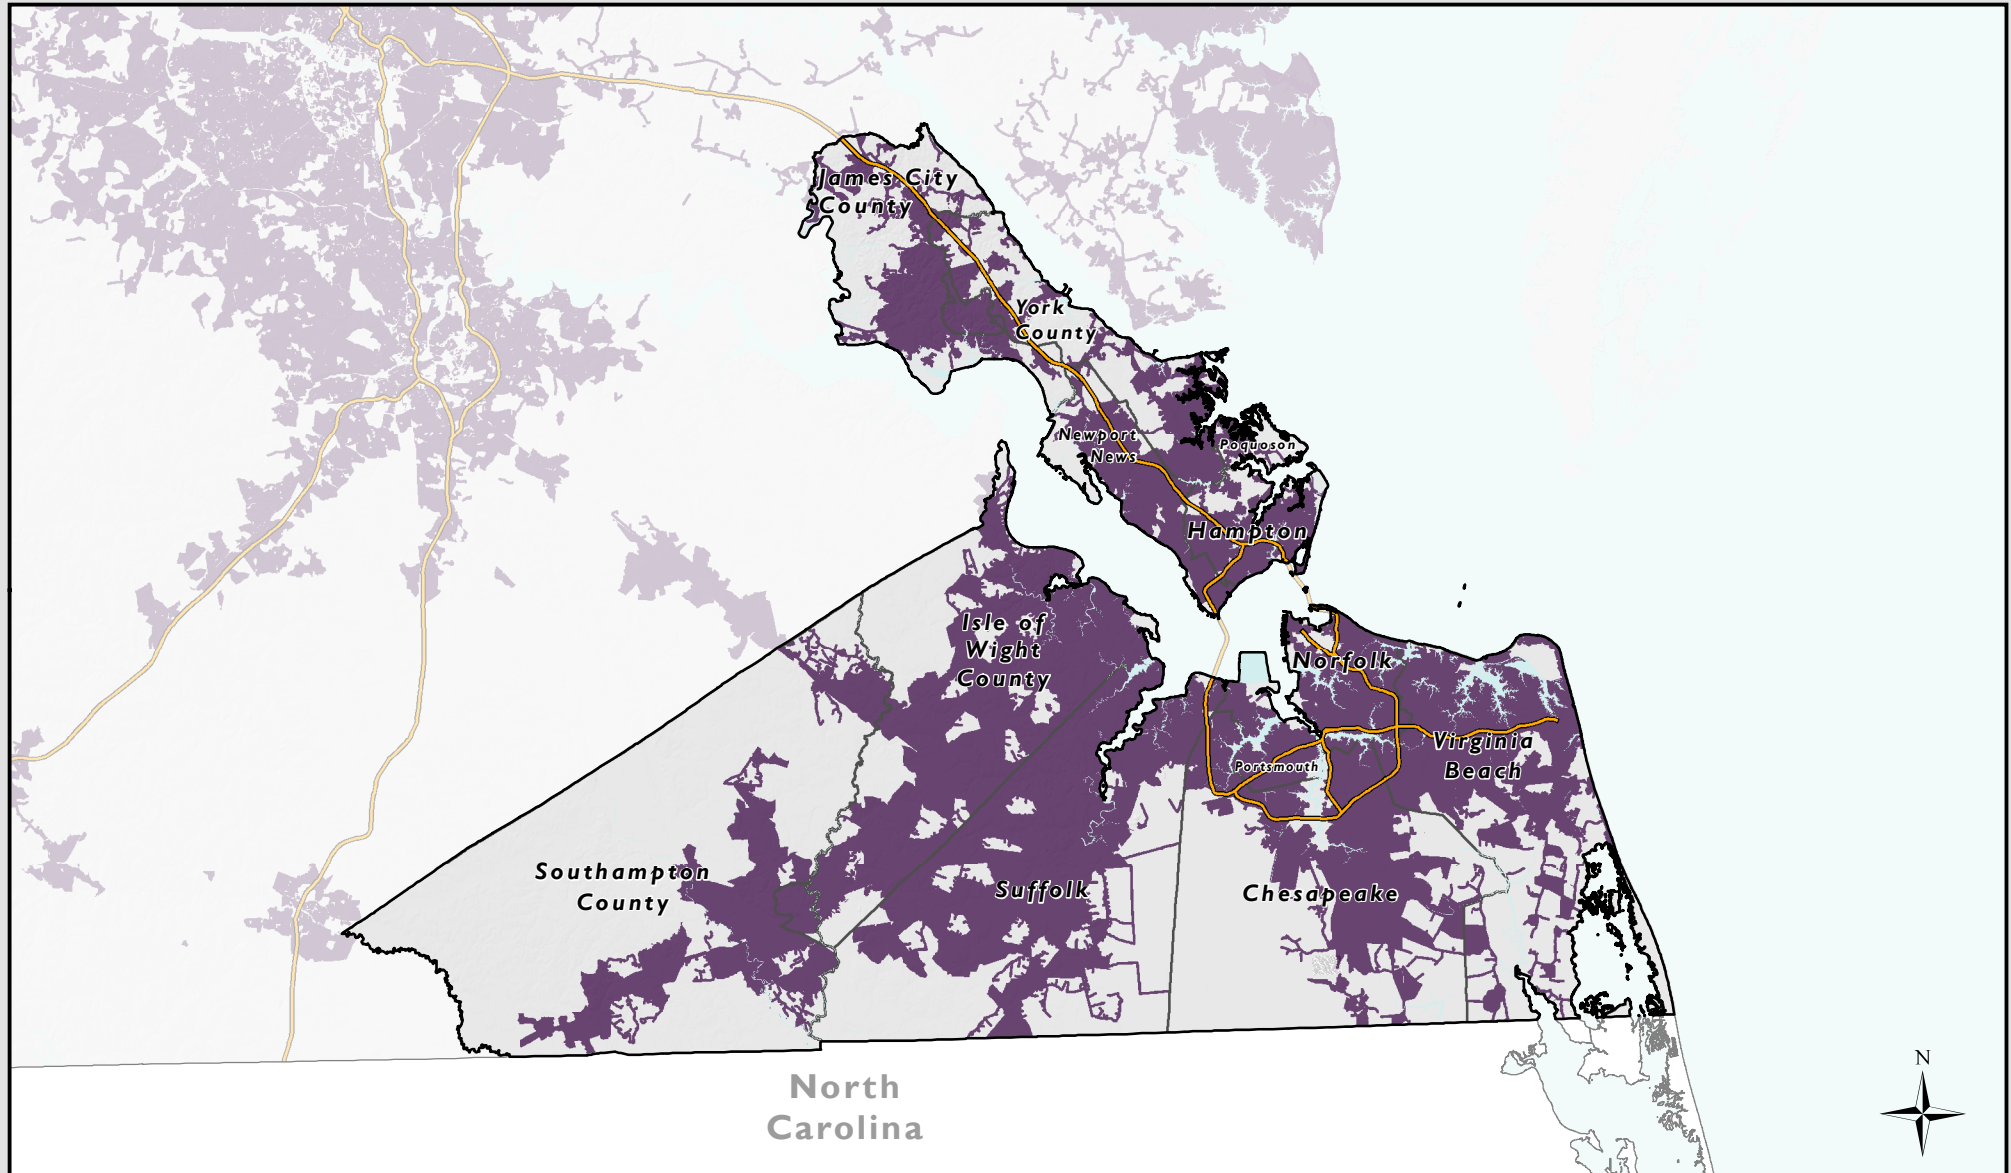 James City
County
York
County
Newport
News
Poquoson
Hampton
Isle of
Wight
County
Norfolk
Virginia
Beach
Portsmouth
Southampton
County
Suffolk
Chesapeake
North
Carolina
N